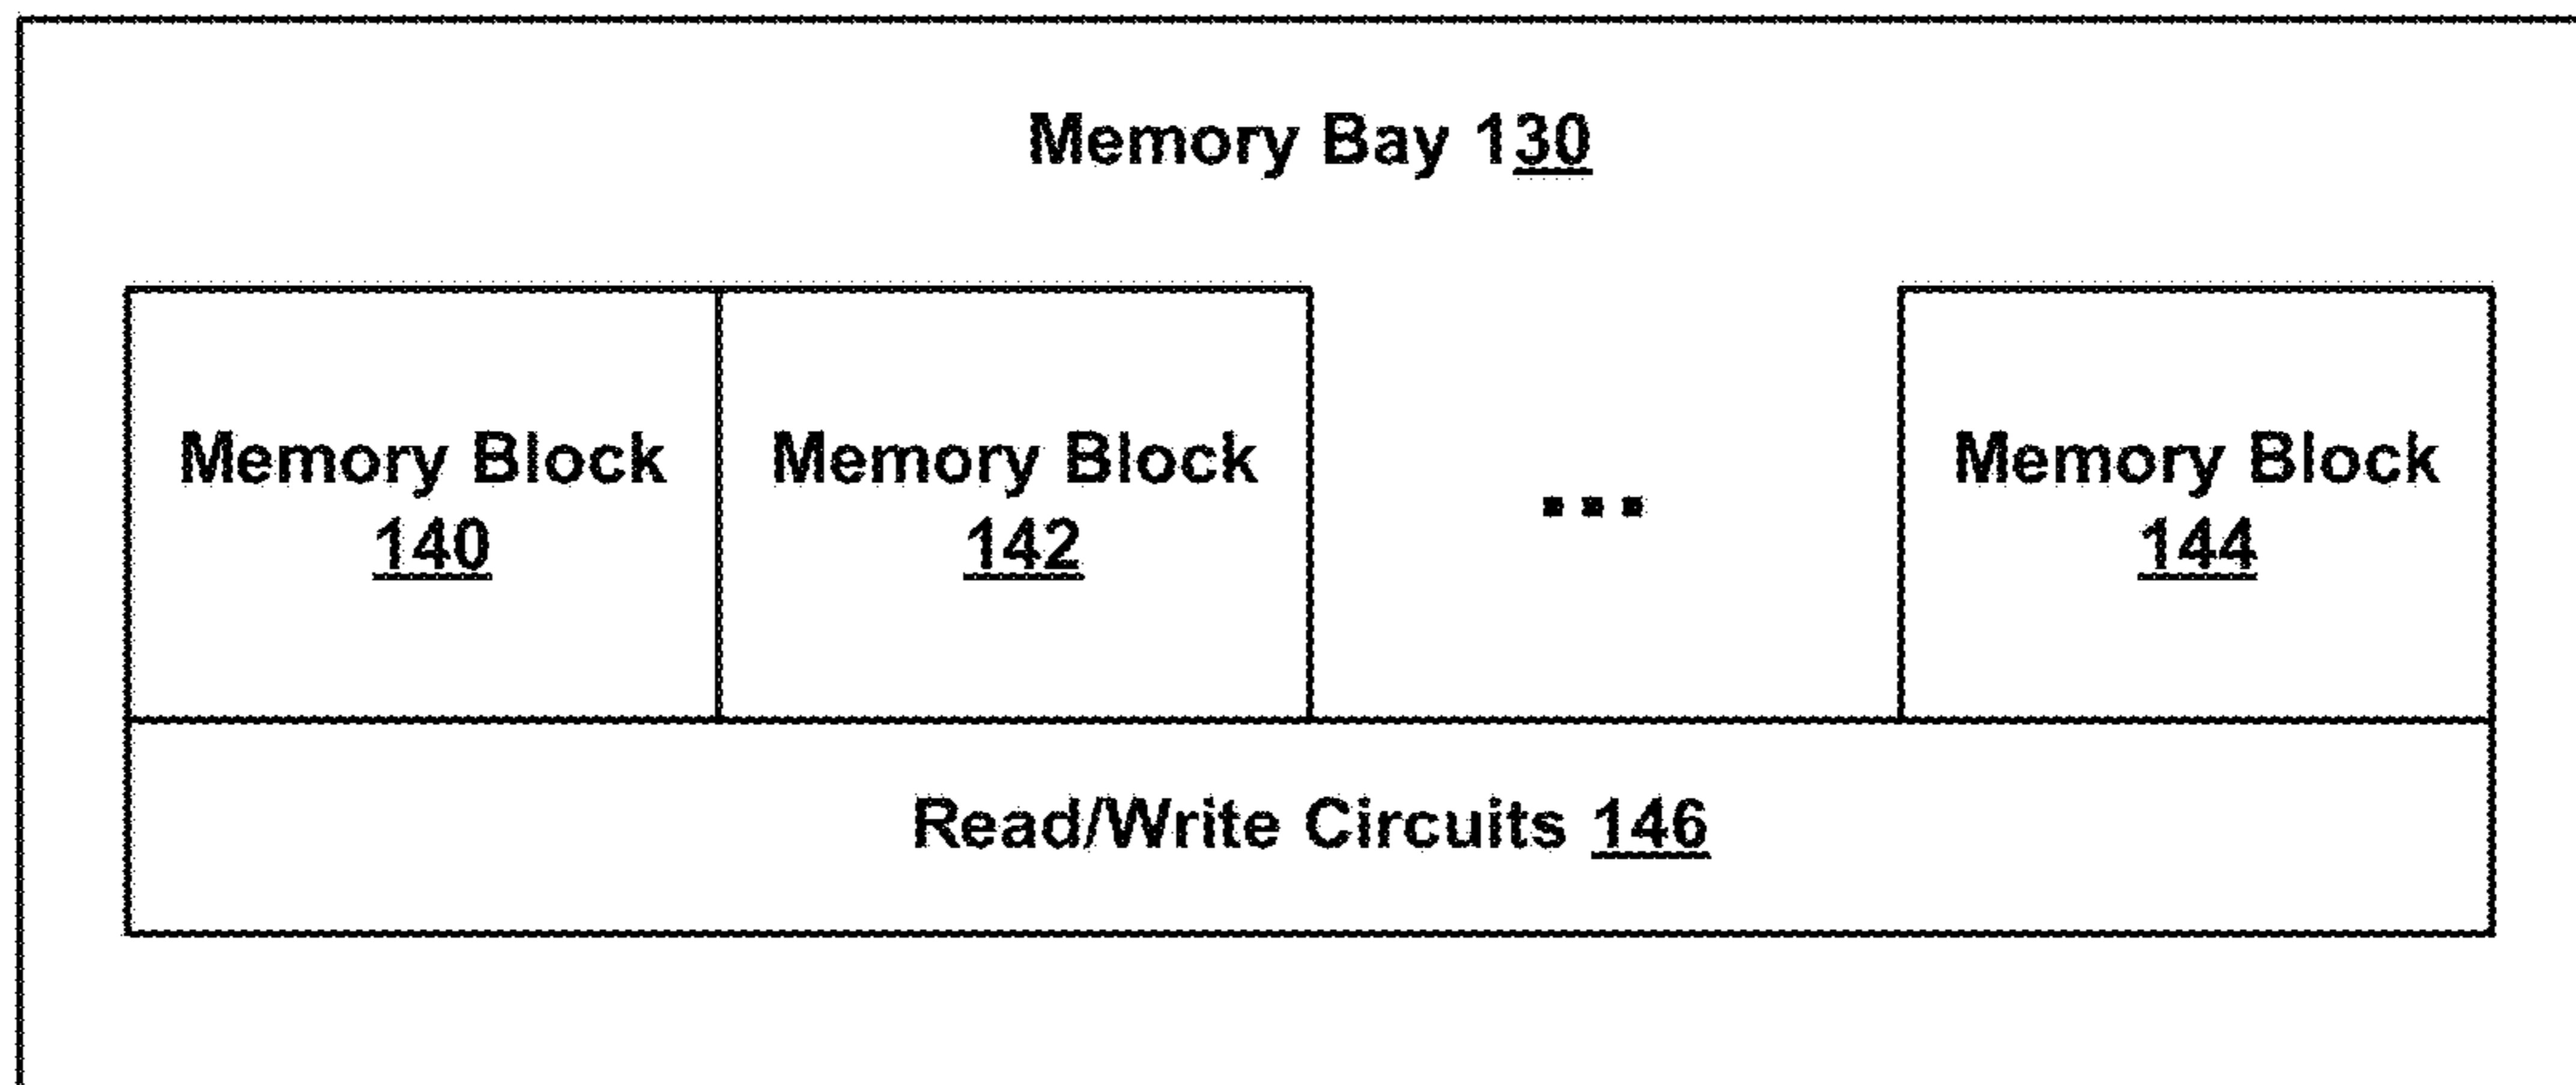 Memory Bay 130
Memory Block
140
Memory Block
142
...
Memory Block
144
Read/Write Circuits 146